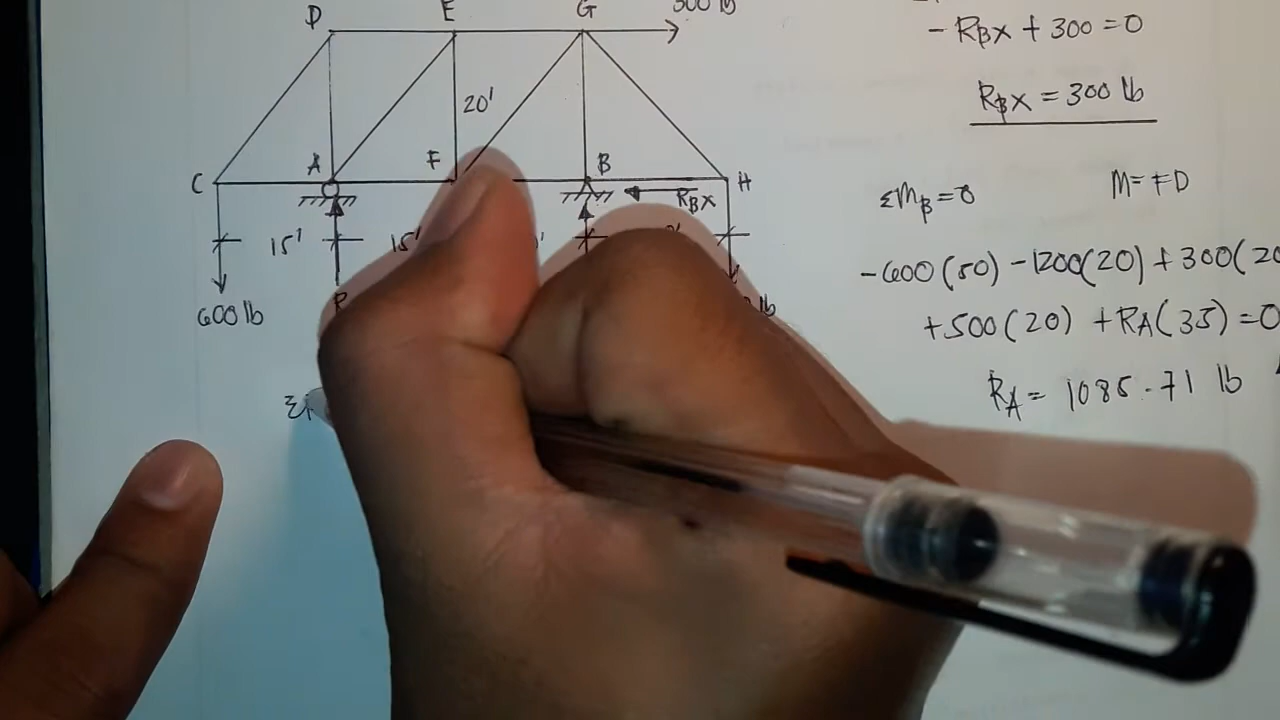 D E G 300 lb
20'
C A F B H
RBX
15' 15'
600 lb
- RBX + 300 = 0
RBX = 300 lb
ΣMB = 0 M = FD
-600(50) -1200(20) + 300(20
+500(20) + RA(35) = 0
RA = 1085.71 lb